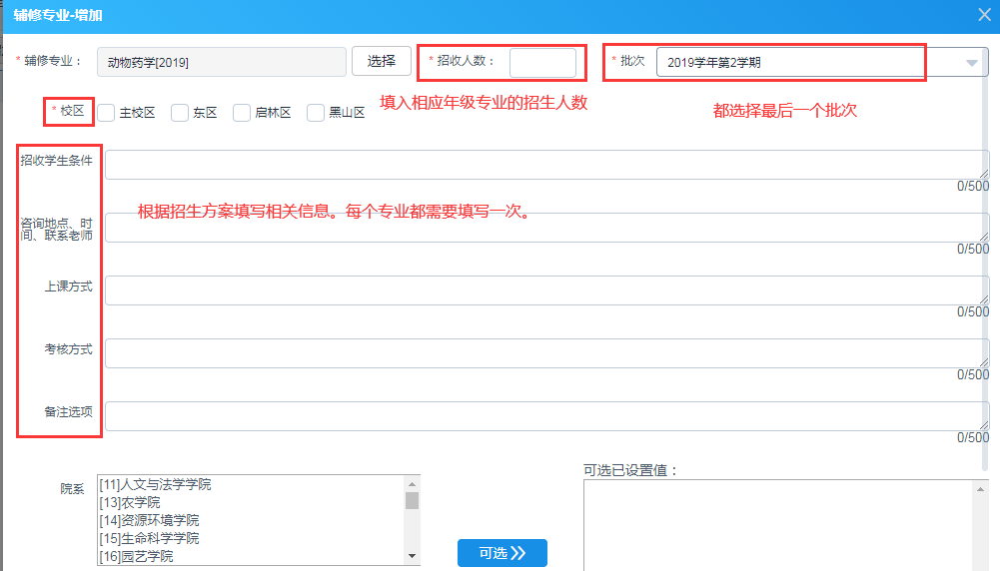 辅修专业-增加
* 辅修专业： 动物药学[2019] 选择 * 招收人数： * 批次 2019学年第2学期
填入相应年级专业的招生人数 都选择最后一个批次
* 校区 主校区 东区 启林区 黑山区
招收学生条件
0/500
根据招生方案填写相关信息。每个专业都需要填写一次。
咨询地点、时
间、联系老师
0/500
上课方式
0/500
考核方式
0/500
备注选项
0/500
可选已设置值：
院系
[11]人文与法学学院
[13]农学院
[14]资源环境学院
[15]生命科学学院
[16]园艺学院
可选